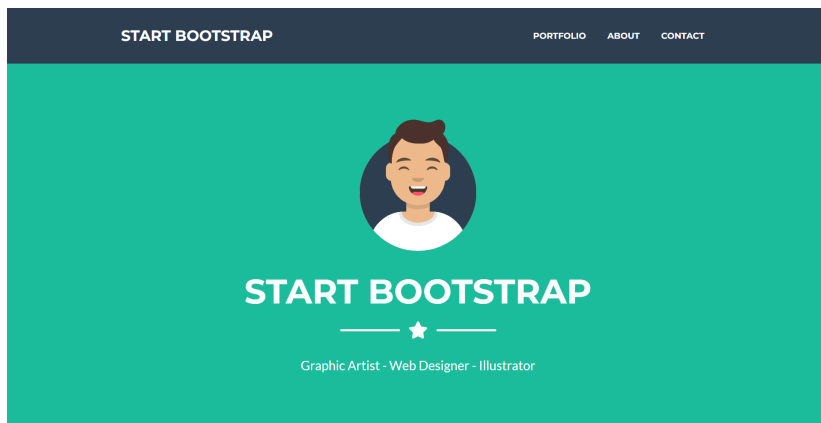 START BOOTSTRAP
PORTFOLIO ABOUT CONTACT
START BOOTSTRAP
Graphic Artist - Web Designer - Illustrator